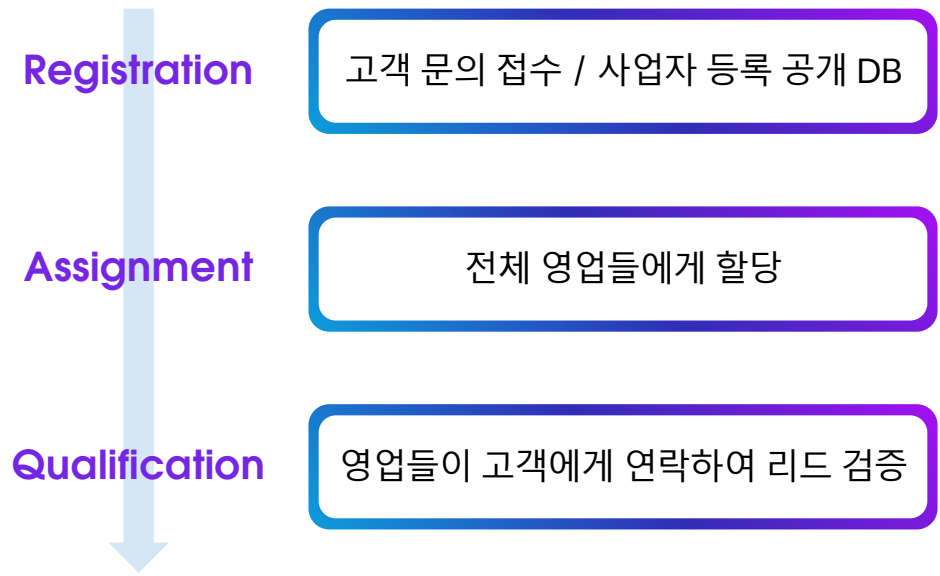 Registration
고객 문의 접수 / 사업자 등록 공개 DB
Assignment
전체 영업들에게 할당
Qualification
영업들이 고객에게 연락하여 리드 검증